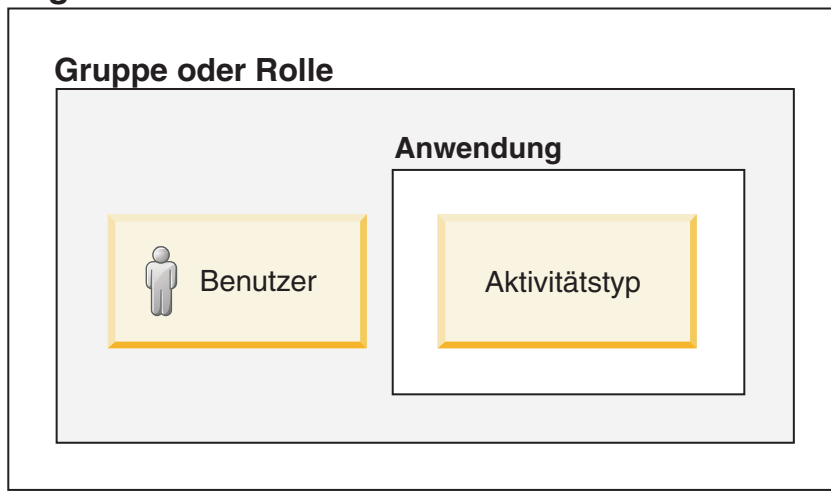 Gruppe oder Rolle
Anwendung
Benutzer
Aktivitätstyp